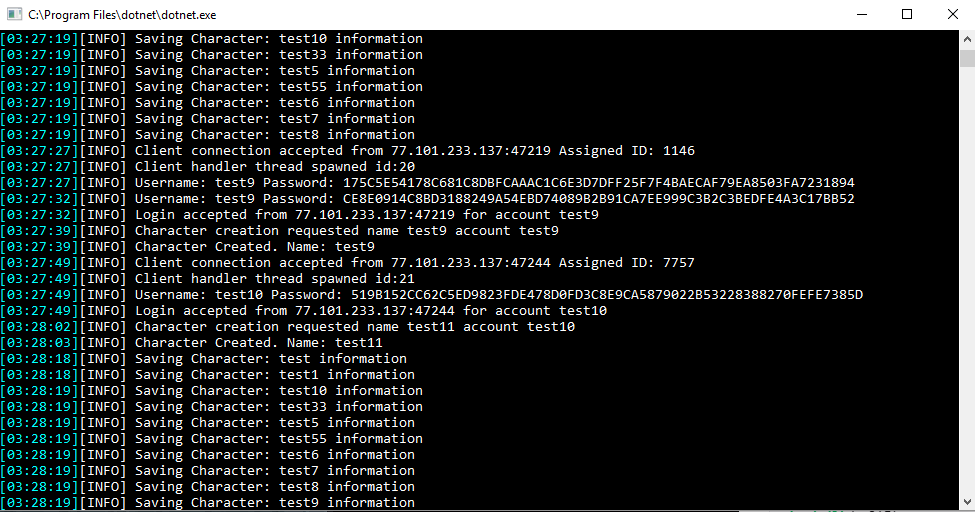 C:\Program Files\dotnet\dotnet.exe
[03:27:19][INFO] Saving Character: test10 information
[03:27:19][INFO] Saving Character: test33 information
[03:27:19][INFO] Saving Character: test5 information
[03:27:19][INFO] Saving Character: test55 information
[03:27:19][INFO] Saving Character: test6 information
[03:27:19][INFO] Saving Character: test7 information
[03:27:19][INFO] Saving Character: test8 information
[03:27:27][INFO] Client connection accepted from 77.101.233.137:47219 Assigned ID: 1146
[03:27:27][INFO] Client handler thread spawned id:20
[03:27:27][INFO] Username: test9 Password: 175C5E54178C681C8DBFCAAAC1C6E3D7DFF25F7F4BAECAF79EA8503FA7231894
[03:27:32][INFO] Username: test9 Password: CE8E0914C8BD3188249A54EBD74089B2B91CA7EE999C3B2C3BEDFE4A3C17BB52
[03:27:32][INFO] Login accepted from 77.101.233.137:47219 for account test9
[03:27:39][INFO] Character creation requested name test9 account test9
[03:27:39][INFO] Character Created. Name: test9
[03:27:49][INFO] Client connection accepted from 77.101.233.137:47244 Assigned ID: 7757
[03:27:49][INFO] Client handler thread spawned id:21
[03:27:49][INFO] Username: test10 Password: 519B152CC62C5ED9823FDE478D0FD3C8E9CA5879022B53228388270FEFE7385D
[03:27:49][INFO] Login accepted from 77.101.233.137:47244 for account test10
[03:28:02][INFO] Character creation requested name test11 account test10
[03:28:03][INFO] Character Created. Name: test11
[03:28:18][INFO] Saving Character: test information
[03:28:18][INFO] Saving Character: test1 information
[03:28:19][INFO] Saving Character: test10 information
[03:28:19][INFO] Saving Character: test33 information
[03:28:19][INFO] Saving Character: test5 information
[03:28:19][INFO] Saving Character: test55 information
[03:28:19][INFO] Saving Character: test6 information
[03:28:19][INFO] Saving Character: test7 information
[03:28:19][INFO] Saving Character: test8 information
[03:28:19][INFO] Saving Character: test9 information